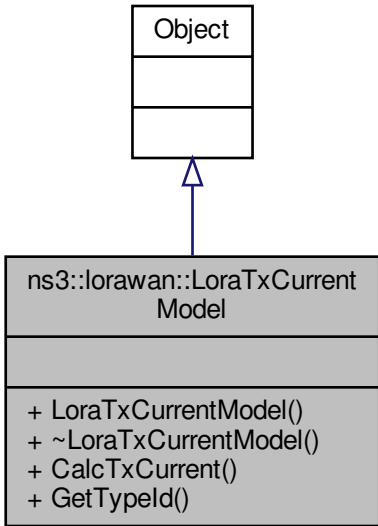 Object
ns3::lorawan::LoraTxCurrent
Model
+ LoraTxCurrentModel()
+ ~LoraTxCurrentModel()
+ CalcTxCurrent()
+ GetTypeId()